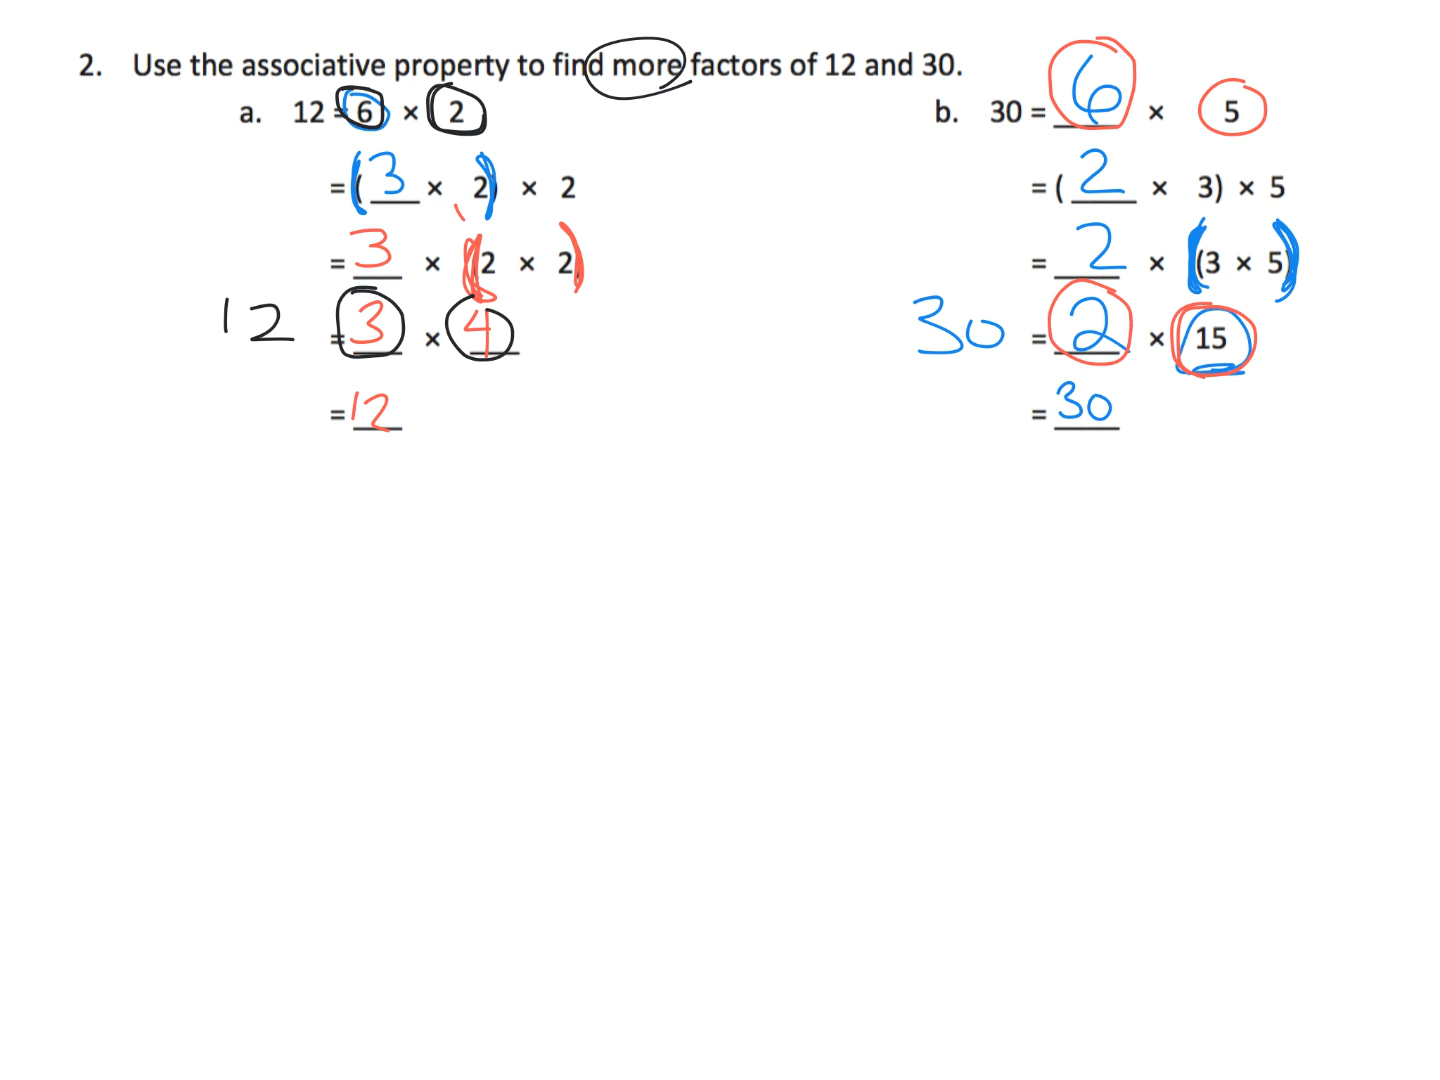 2. Use the associative property to find more factors of 12 and 30.
a. 12 = 6 × 2
= (3 × 2) × 2
= 3 × (2 × 2)
12 = 3 × 4
= 12
b. 30 = 6 × 5
= (2 × 3) × 5
= 2 × (3 × 5)
30 = 2 × 15
= 30